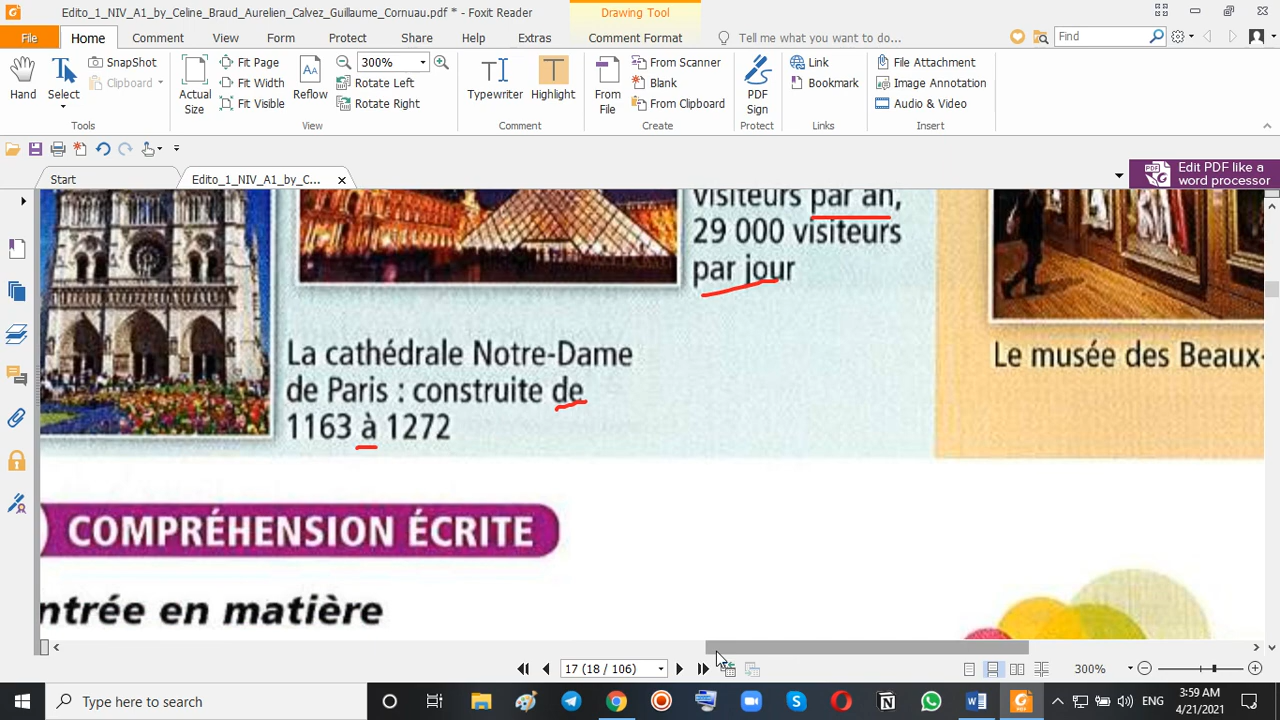 Edito_1_NIV_A1_by_Celine_Braud_Aurelien_Calvez_Guillaume_Cornuau.pdf * - Foxit Reader
Drawing Tool
File
Home
Comment
View
Form
Protect
Share
Help
Extras
Comment Format
Tell me what you want to do...
Find
Hand
Select
SnapShot
Clipboard
Actual Size
Fit Page
Fit Width
Fit Visible
Reflow
300%
Rotate Left
Rotate Right
Typewriter
Highlight
From File
From Scanner
Blank
From Clipboard
PDF Sign
Link
Bookmark
File Attachment
Image Annotation
Audio & Video
Tools
View
Comment
Create
Protect
Links
Insert
Start
Edito_1_NIV_A1_by_C...
Edit PDF like a
word processor
visiteurs par an,
29 000 visiteurs
par jour
La cathédrale Notre-Dame
de Paris : construite de
1163 à 1272
Le musée des Beaux-
COMPRÉHENSION ÉCRITE
ntrée en matière
17 (18 / 106)
300%
Type here to search
ENG
3:59 AM
4/21/2021